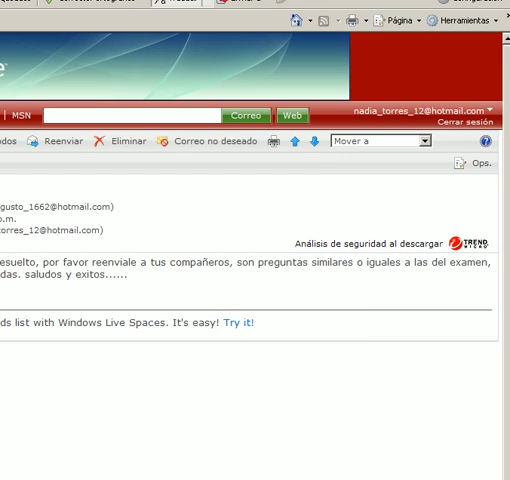 Página Herramientas
e
MSN Correo Web nadia_torres_12@hotmail.com
Cerrar sesión
odos Reenviar Eliminar Correo no deseado Mover a
Ops.
gusto_1662@hotmail.com)
o.m.
torres_12@hotmail.com)
Análisis de seguridad al descargar TREND MICRO
esuelto, por favor reenviale a tus compañeros, son preguntas similares o iguales a las del examen,
das. saludos y exitos......
ds list with Windows Live Spaces. It's easy! Try it!